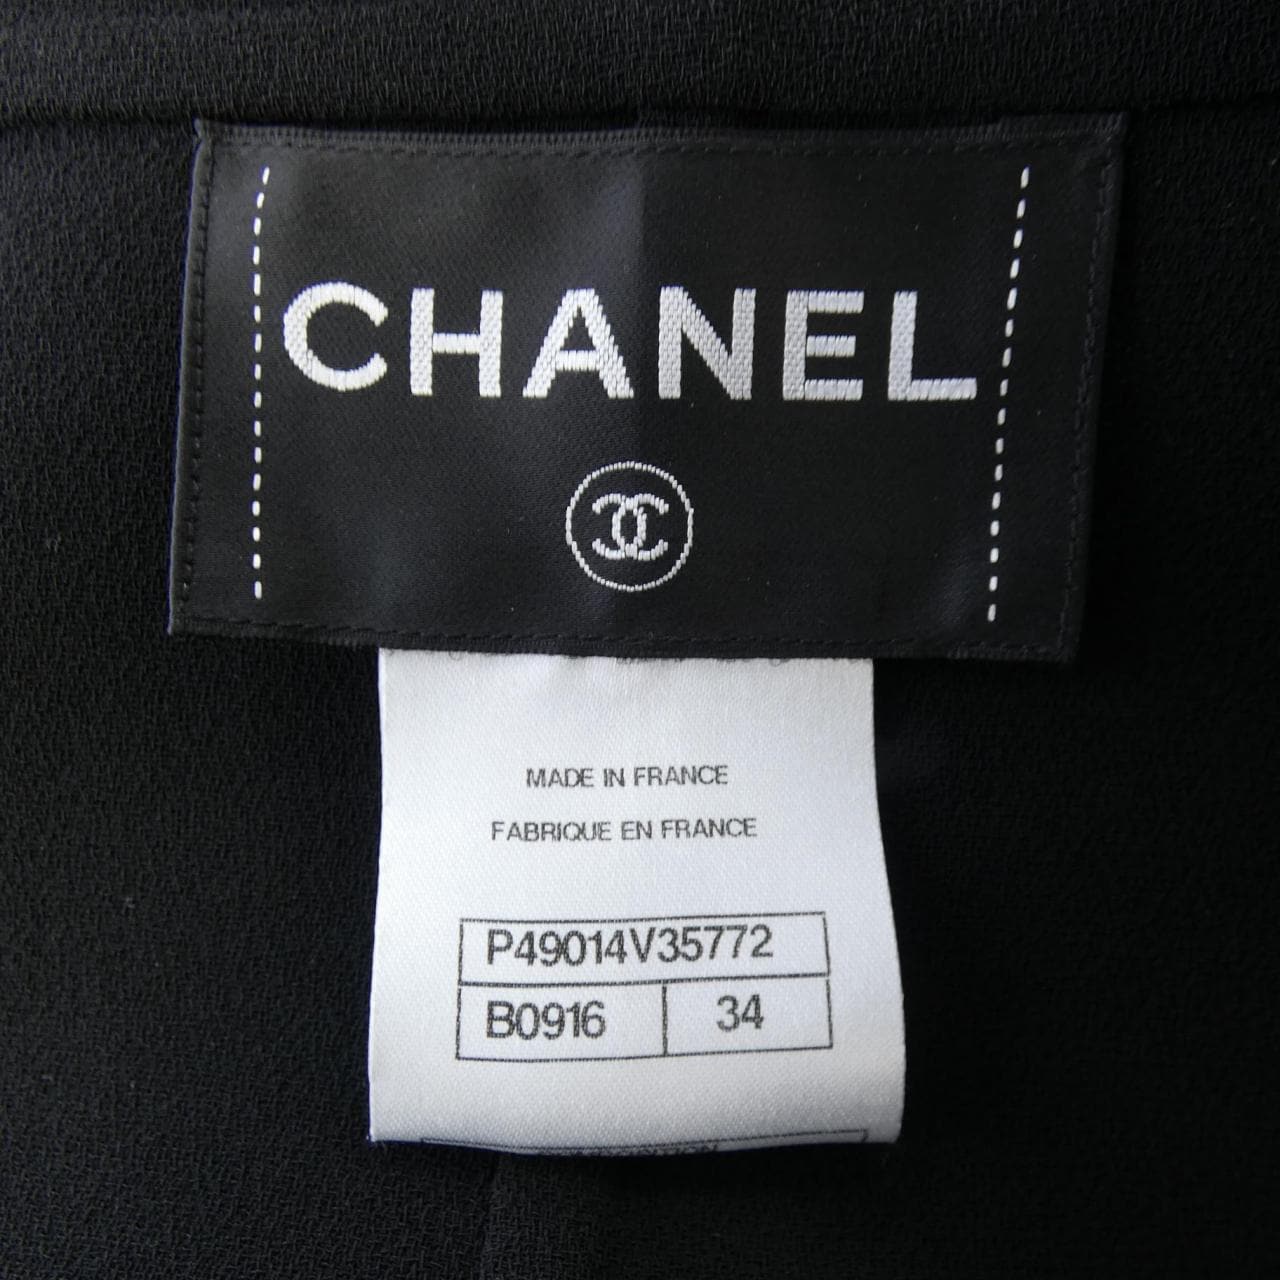 CHANEL
MADE IN FRANCE
FABRIQUE EN FRANCE
P49014V35772
B0916 34